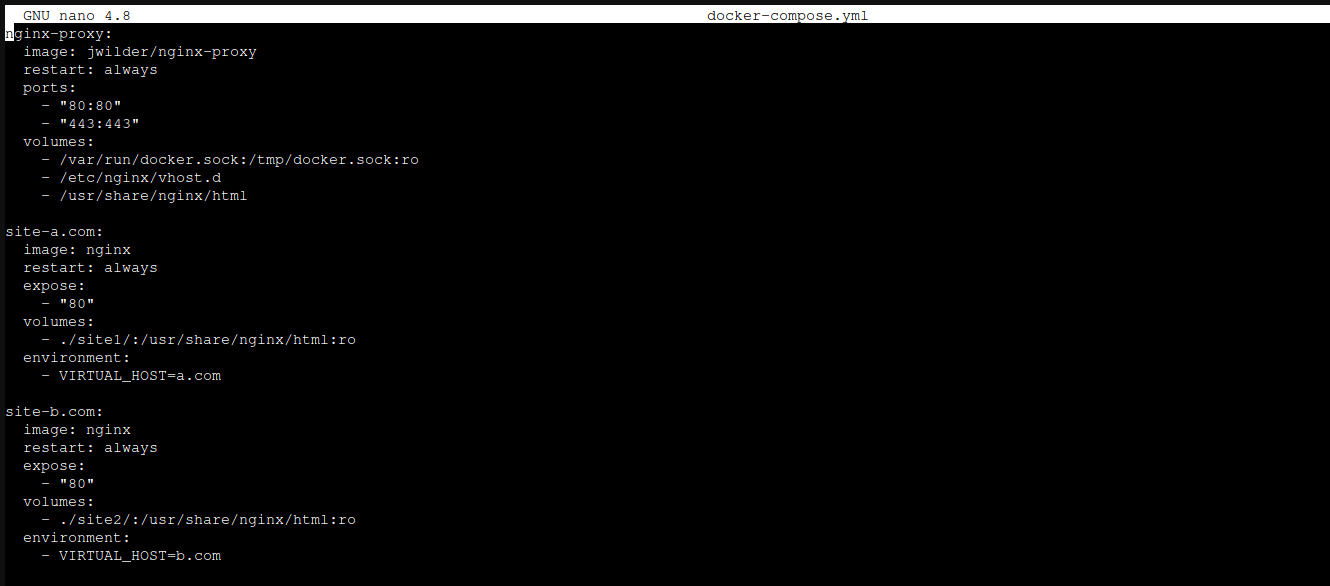 GNU nano 4.8 docker-compose.yml
nginx-proxy:
  image: jwilder/nginx-proxy
  restart: always
  ports:
    - "80:80"
    - "443:443"
  volumes:
    - /var/run/docker.sock:/tmp/docker.sock:ro
    - /etc/nginx/vhost.d
    - /usr/share/nginx/html

site-a.com:
  image: nginx
  restart: always
  expose:
    - "80"
  volumes:
    - ./site1/:/usr/share/nginx/html:ro
  environment:
    - VIRTUAL_HOST=a.com

site-b.com:
  image: nginx
  restart: always
  expose:
    - "80"
  volumes:
    - ./site2/:/usr/share/nginx/html:ro
  environment:
    - VIRTUAL_HOST=b.com